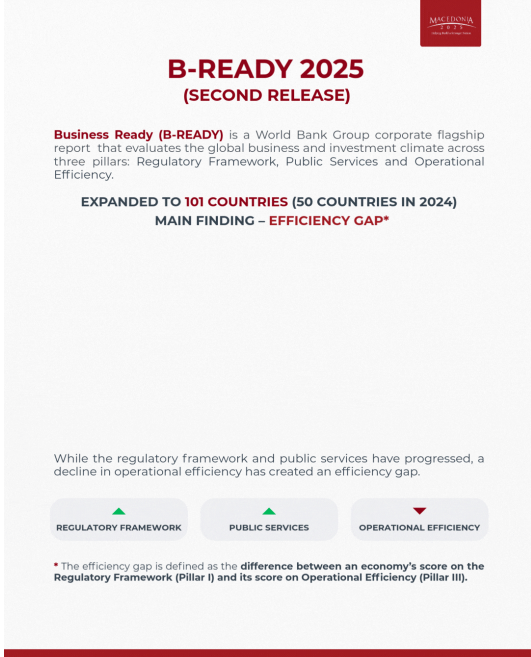 MACEDONIA
2025
B-READY 2025
(SECOND RELEASE)
Business Ready (B-READY) is a World Bank Group corporate flagship
report that evaluates the global business and investment climate across
three pillars: Regulatory Framework, Public Services and Operational
Efficiency.
EXPANDED TO 101 COUNTRIES (50 COUNTRIES IN 2024)
MAIN FINDING – EFFICIENCY GAP*
While the regulatory framework and public services have progressed, a
decline in operational efficiency has created an efficiency gap.
REGULATORY FRAMEWORK
PUBLIC SERVICES
OPERATIONAL EFFICIENCY
* The efficiency gap is defined as the difference between an economy's score on the
Regulatory Framework (Pillar I) and its score on Operational Efficiency (Pillar III).